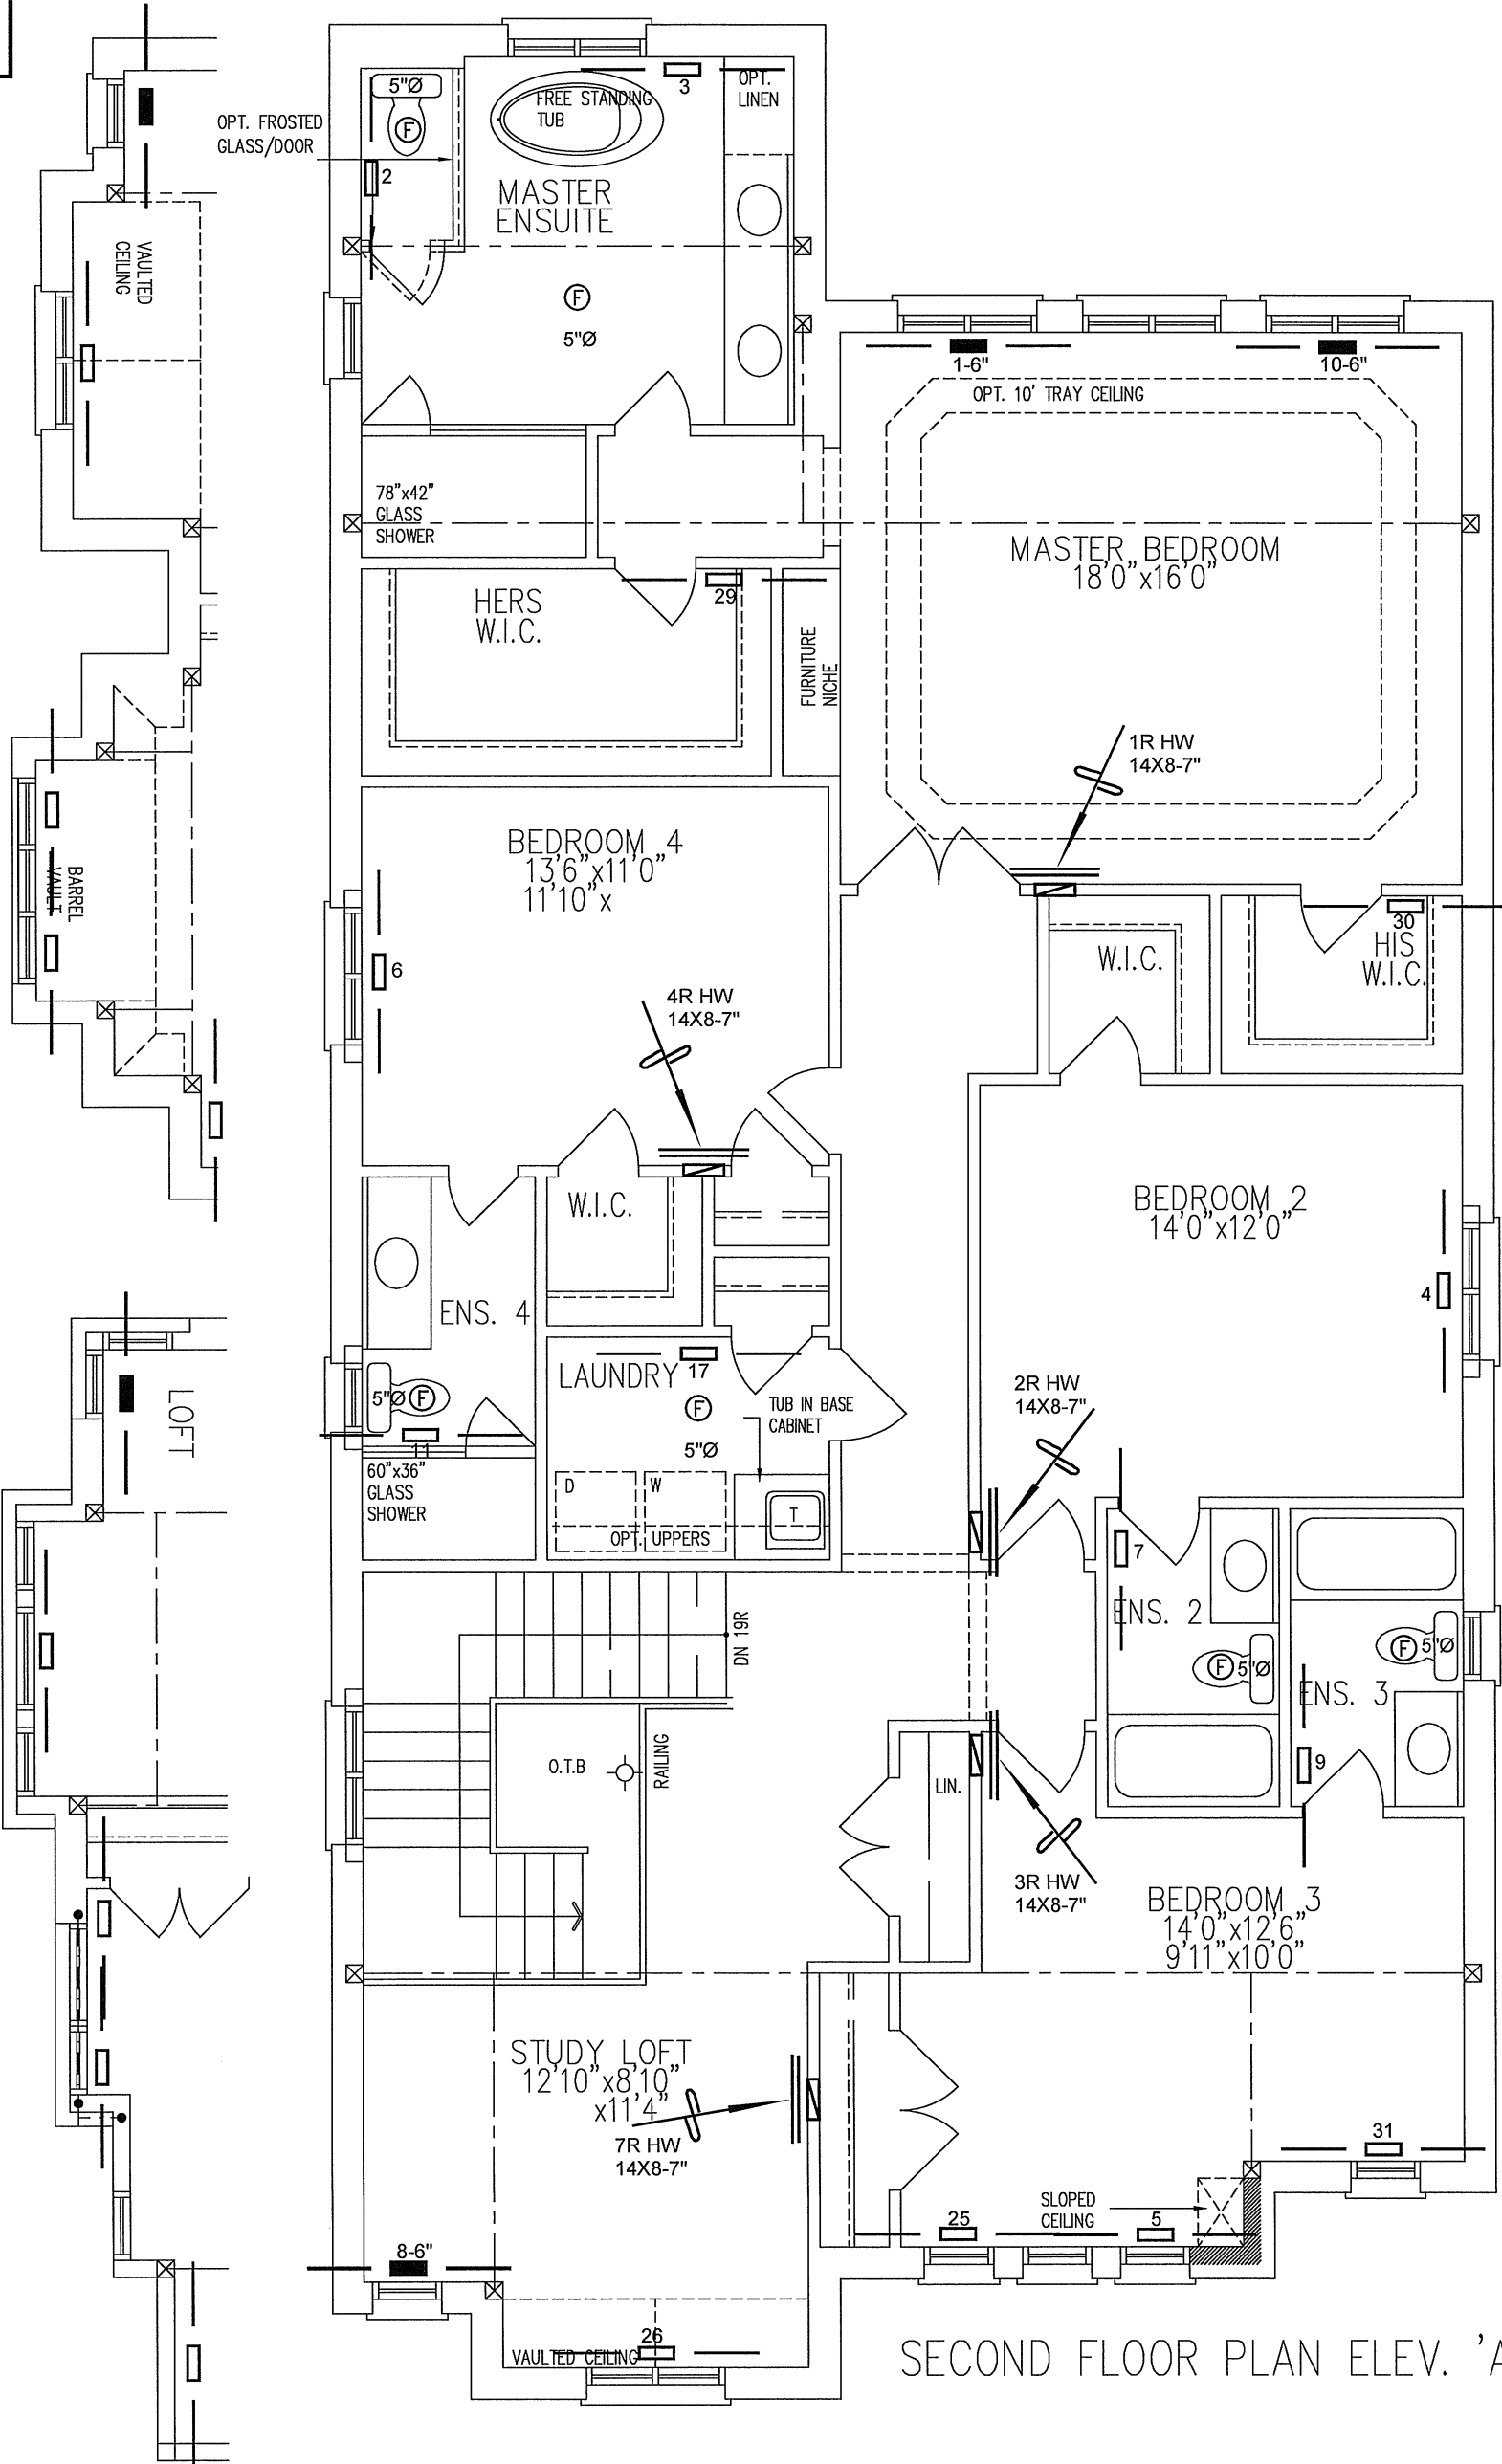 VAULTED
CEILING
BARREL
VAULT
LOFT
OPT. FROSTED
GLASS/DOOR
5"Ø
F
2
FREE STANDING
TUB
3
OPT.
LINEN
MASTER
ENSUITE
F
5"Ø
1-6"
10-6"
OPT. 10' TRAY CEILING
78"x42"
GLASS
SHOWER
MASTER BEDROOM
18'0"x16'0"
HERS
W.I.C.
29
FURNITURE
NICHE
1R HW
14X8-7"
BEDROOM 4
13'6"x11'0"
11'10"x
6
4R HW
14X8-7"
W.I.C.
30
HIS
W.I.C.
W.I.C.
BEDROOM 2
14'0"x12'0"
4
ENS. 4
5"Ø
F
11
60"x36"
GLASS
SHOWER
17
LAUNDRY
F
5"Ø
TUB IN BASE
CABINET
D
W
T
OPT. UPPERS
2R HW
14X8-7"
7
ENS. 2
F
5"Ø
F
5"Ø
ENS. 3
9
DN 19R
O.T.B
RAILING
LIN.
3R HW
14X8-7"
BEDROOM 3
14'0"x12'6"
9'11"x10'0"
STUDY LOFT
12'10"x8'10"
x11'4"
7R HW
14X8-7"
31
SLOPED
CEILING
25
5
8-6"
26
VAULTED CEILING
SECOND FLOOR PLAN ELEV. 'A